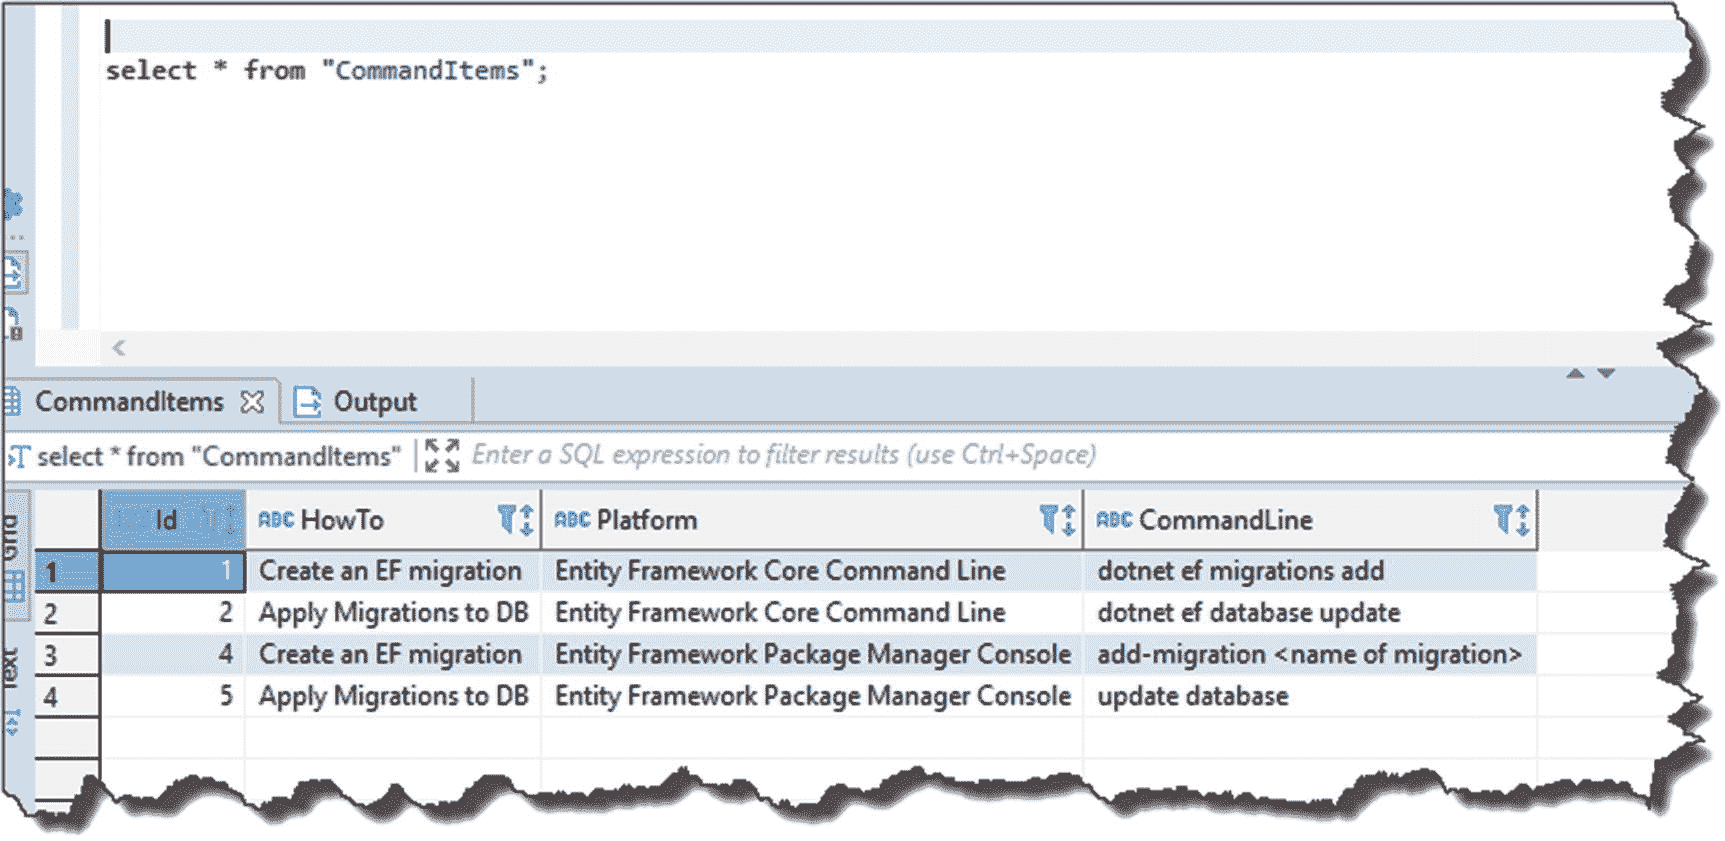 select * from "CommandItems";
CommandItems Output
select * from "CommandItems" Enter a SQL expression to filter results (use Ctrl+Space)
Grid
Text
Id ABC HowTo ABC Platform ABC CommandLine
1 1 Create an EF migration Entity Framework Core Command Line dotnet ef migrations add
2 2 Apply Migrations to DB Entity Framework Core Command Line dotnet ef database update
3 4 Create an EF migration Entity Framework Package Manager Console add-migration <name of migration>
4 5 Apply Migrations to DB Entity Framework Package Manager Console update database